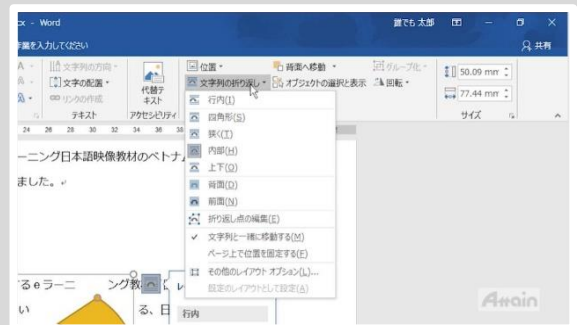 cx - Word
誰でも 太郎
作業を入力してください
共有
文字列の方向
位置
背面へ移動
グループ化
50.09 mm
文字の配置
代替テキスト
文字列の折り返し
オブジェクトの選択と表示
回転
77.44 mm
リンクの作成
テキスト
アクセシビリティ
サイズ
行内(I)
24 26 28 30 32 34 36 38
四角形(S)
狭く(T)
ーニング日本語映像教材のベトナム
内部(H)
上下(O)
ました。
背面(D)
前面(N)
折り返し点の編集(E)
文字列と一緒に移動する(M)
ページ上で位置を固定する(F)
するeラーニ ング教
その他のレイアウト オプション(L)...
既定のレイアウトとして設定(A)
い る、日
行内
Attain